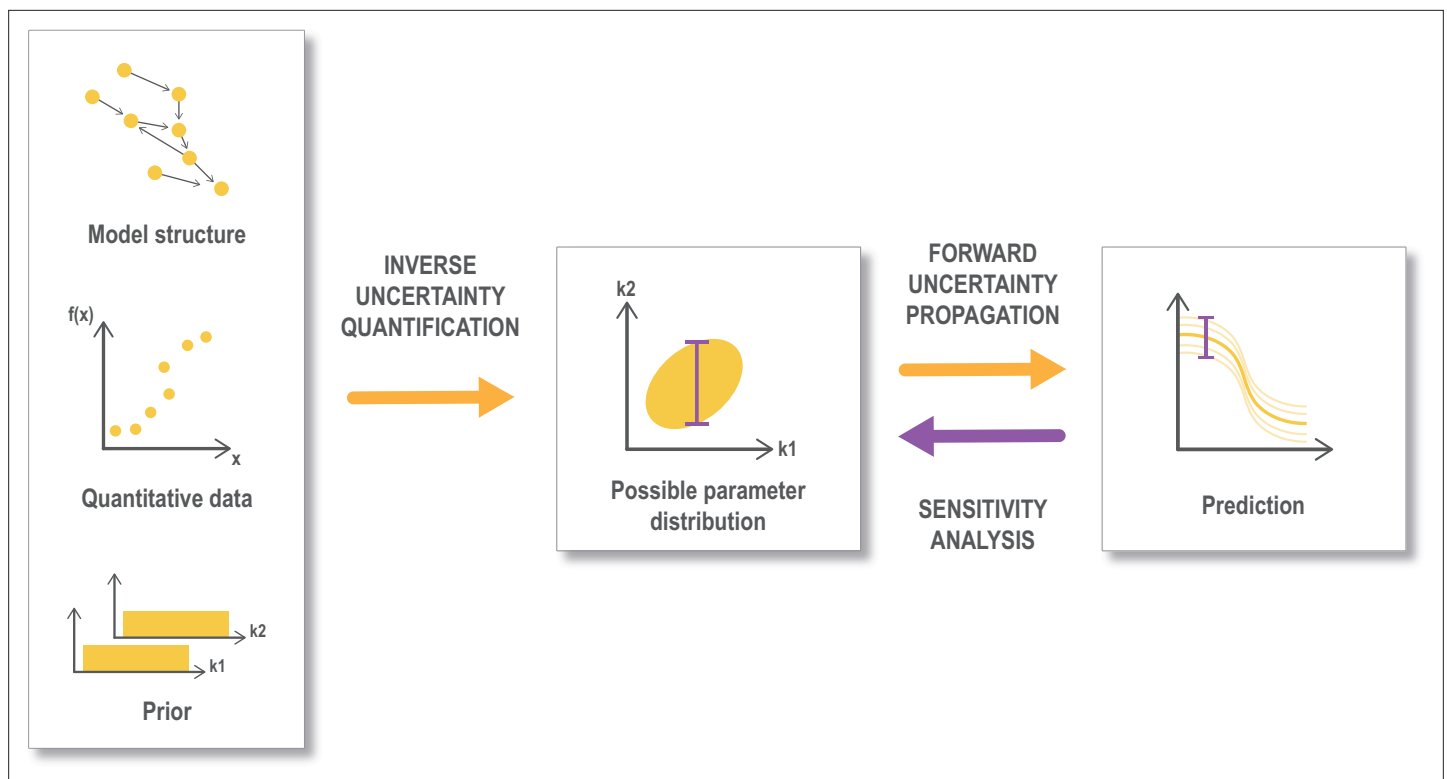 Model structure
f(x)
x
Quantitative data
k2
k1
Prior
INVERSE
UNCERTAINTY
QUANTIFICATION
k2
k1
Possible parameter
distribution
FORWARD
UNCERTAINTY
PROPAGATION
SENSITIVITY
ANALYSIS
Prediction